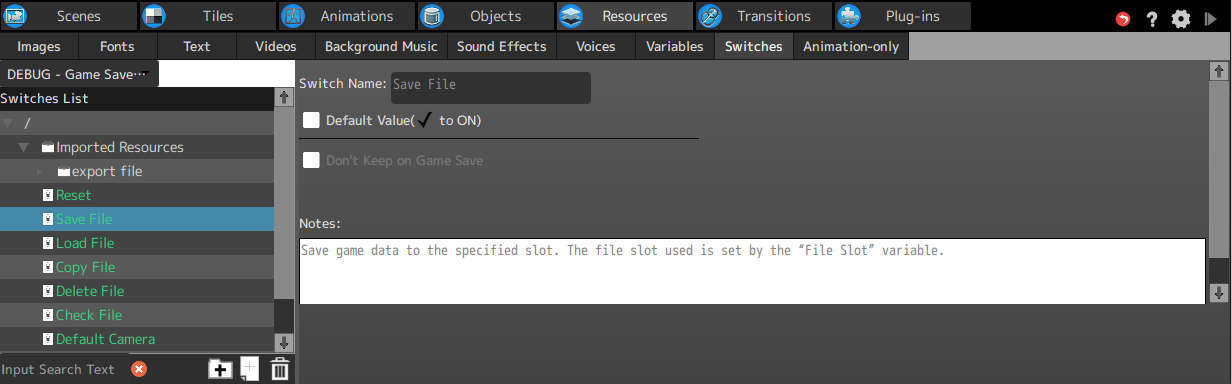 Scenes Tiles Animations Objects Resources Transitions Plug-ins
Images Fonts Text Videos Background Music Sound Effects Voices Variables Switches Animation-only
DEBUG - Game Save…
Switches List
/
Imported Resources
export file
Reset
Save File
Load File
Copy File
Delete File
Check File
Default Camera
Input Search Text
Switch Name: Save File
Default Value(✓ to ON)
Don't Keep on Game Save
Notes:
Save game data to the specified slot. The file slot used is set by the “File Slot” variable.